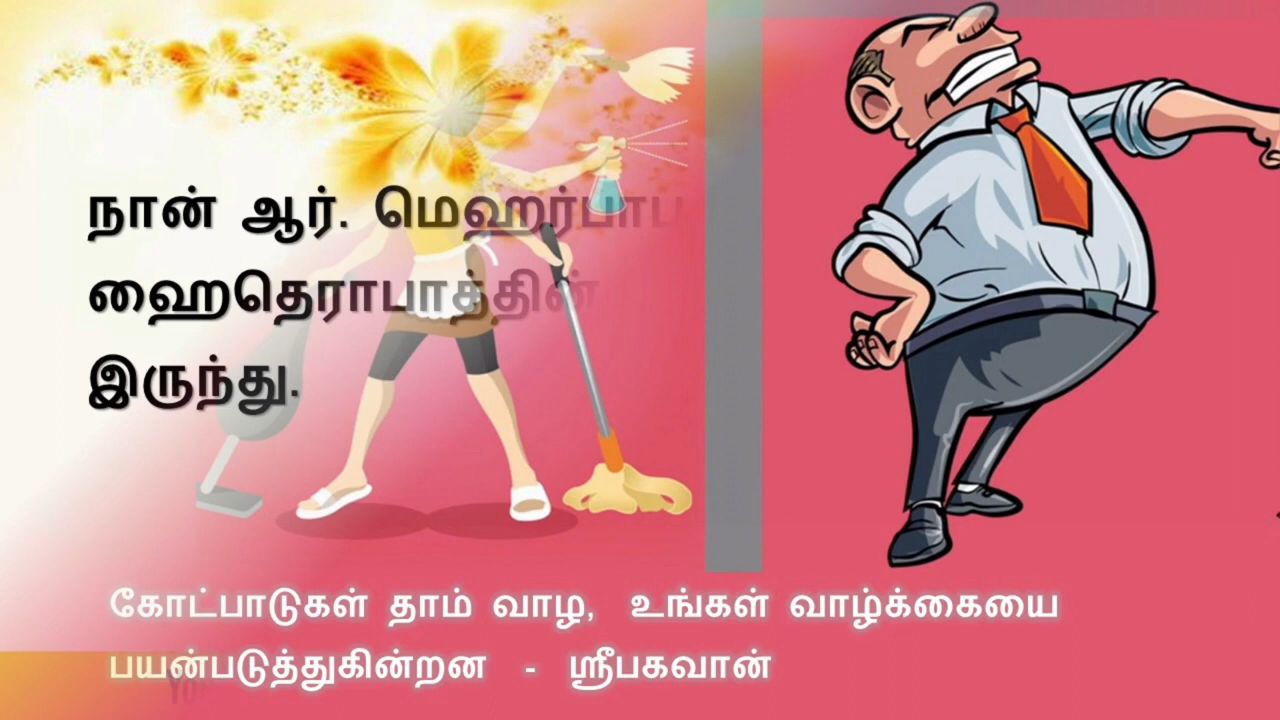 நான் ஆர். மெஹர்பாப
ஹைதெராபாத்தின்
இருந்து.
கோட்பாடுகள் தாம் வாழ, உங்கள் வாழ்க்கையை
பயன்படுத்துகின்றன - ஸ்ரீபகவான்